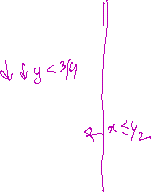 ↓ ↓ y < 3/4
← x ≤ 1/2